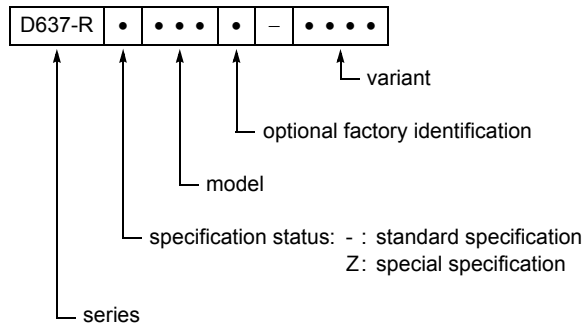 D637-R • • • • • – • • • •
variant
optional factory identification
model
specification status: - : standard specification
Z: special specification
series